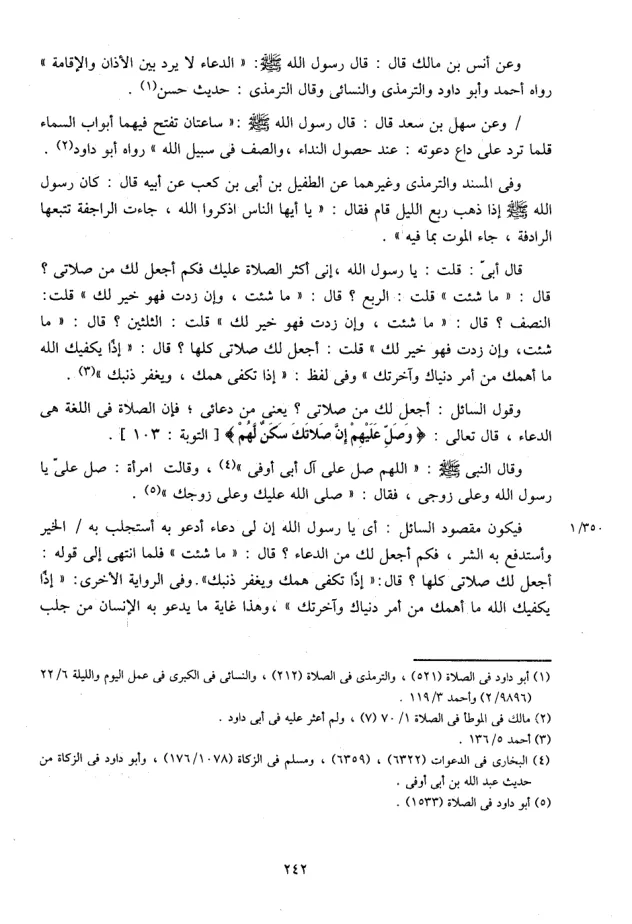 وعن أنس بن مالك قال : قال رسول الله ﷺ: « الدعاء لا يرد بين الأذان والإقامة »
رواه أحمد وأبو داود والترمذى والنسائى وقال الترمذى : حديث حسن(١) .
/ وعن سهل بن سعد قال : قال رسول الله ﷺ :« ساعتان تفتح فيهما أبواب السماء
قلما ترد على داع دعوته : عند حصول النداء ،والصف فى سبيل الله » رواه أبو داود(٢) .
وفى المسند والترمذى وغيرهما عن الطفيل بن أبى بن كعب عن أبيه قال : كان رسول
الله ﷺ إذا ذهب ربع الليل قام فقال : « يا أيها الناس اذكروا الله ، جاءت الراجفة تتبعها
الرادفة ، جاء الموت بما فيه » .
قال أبىّ : قلت : يا رسول الله ،إنى أكثر الصلاة عليك فكم أجعل لك من صلاتى ؟
قال : « ما شئت » قلت : الربع ؟ قال : « ما شئت ، وإن زدت فهو خير لك » قلت:
النصف ؟ قال : « ما شئت ، وإن زدت فهو خير لك » قلت : الثلثين ؟ قال : « ما
شئت، وإن زدت فهو خير لك » قلت : أجعل لك صلاتى كلها ؟ قال : « إذًا يكفيك الله
ما أهمك من أمر دنياك وآخرتك » وفى لفظ : « إذا تكفى همك ، ويغفر ذنبك »(٣) .
وقول السائل : أجعل لك من صلاتى ؟ يعنى من دعائى ؛ فإن الصلاة فى اللغة هى
الدعاء ، قال تعالى : ﴿ وَصَلِّ عَلَيْهِمْ إِنَّ صَلاتَكَ سَكَنٌ لَّهُمْ ﴾ [ التوبة : ١٠٣ ] .
وقال النبى ﷺ : « اللهم صل على آل أبى أوفى »(٤) ، وقالت امرأة : صل علىّ يا
رسول الله وعلى زوجى ، فقال : « صلى الله عليك وعلى زوجك »(٥) .
١/٣٥٠ فيكون مقصود السائل : أى يا رسول الله إن لى دعاء أدعو به أستجلب به / الخير
وأستدفع به الشر ، فكم أجعل لك من الدعاء ؟ قال : « ما شئت » فلما انتهى إلى قوله :
أجعل لك صلاتى كلها ؟ قال:« إذًا تكفى همك ويغفر ذنبك». وفى الرواية الأخرى: « إذًا
يكفيك الله ما أهمك من أمر دنياك وآخرتك » ،وهذا غاية ما يدعو به الإنسان من جلب
(١) أبو داود فى الصلاة (٥٢١) ، والترمذى فى الصلاة (٢١٢) ، والنسائى فى الكبرى فى عمل اليوم والليلة ٢٢/٦
(٢/٩٨٩٦) وأحمد ١١٩/٣ .
(٢) مالك فى الموطأ فى الصلاة ٧٠/١ (٧) ، ولم أعثر عليه فى أبى داود .
(٣) أحمد ١٣٦/٥ .
(٤) البخارى فى الدعوات (٦٣٢٢) ، (٦٣٥٩) ، ومسلم فى الزكاة (١٧٦/١٠٧٨) ، وأبو داود فى الزكاة من
حديث عبد الله بن أبى أوفى .
(٥) أبو داود فى الصلاة (١٥٣٣) .
٢٤٢